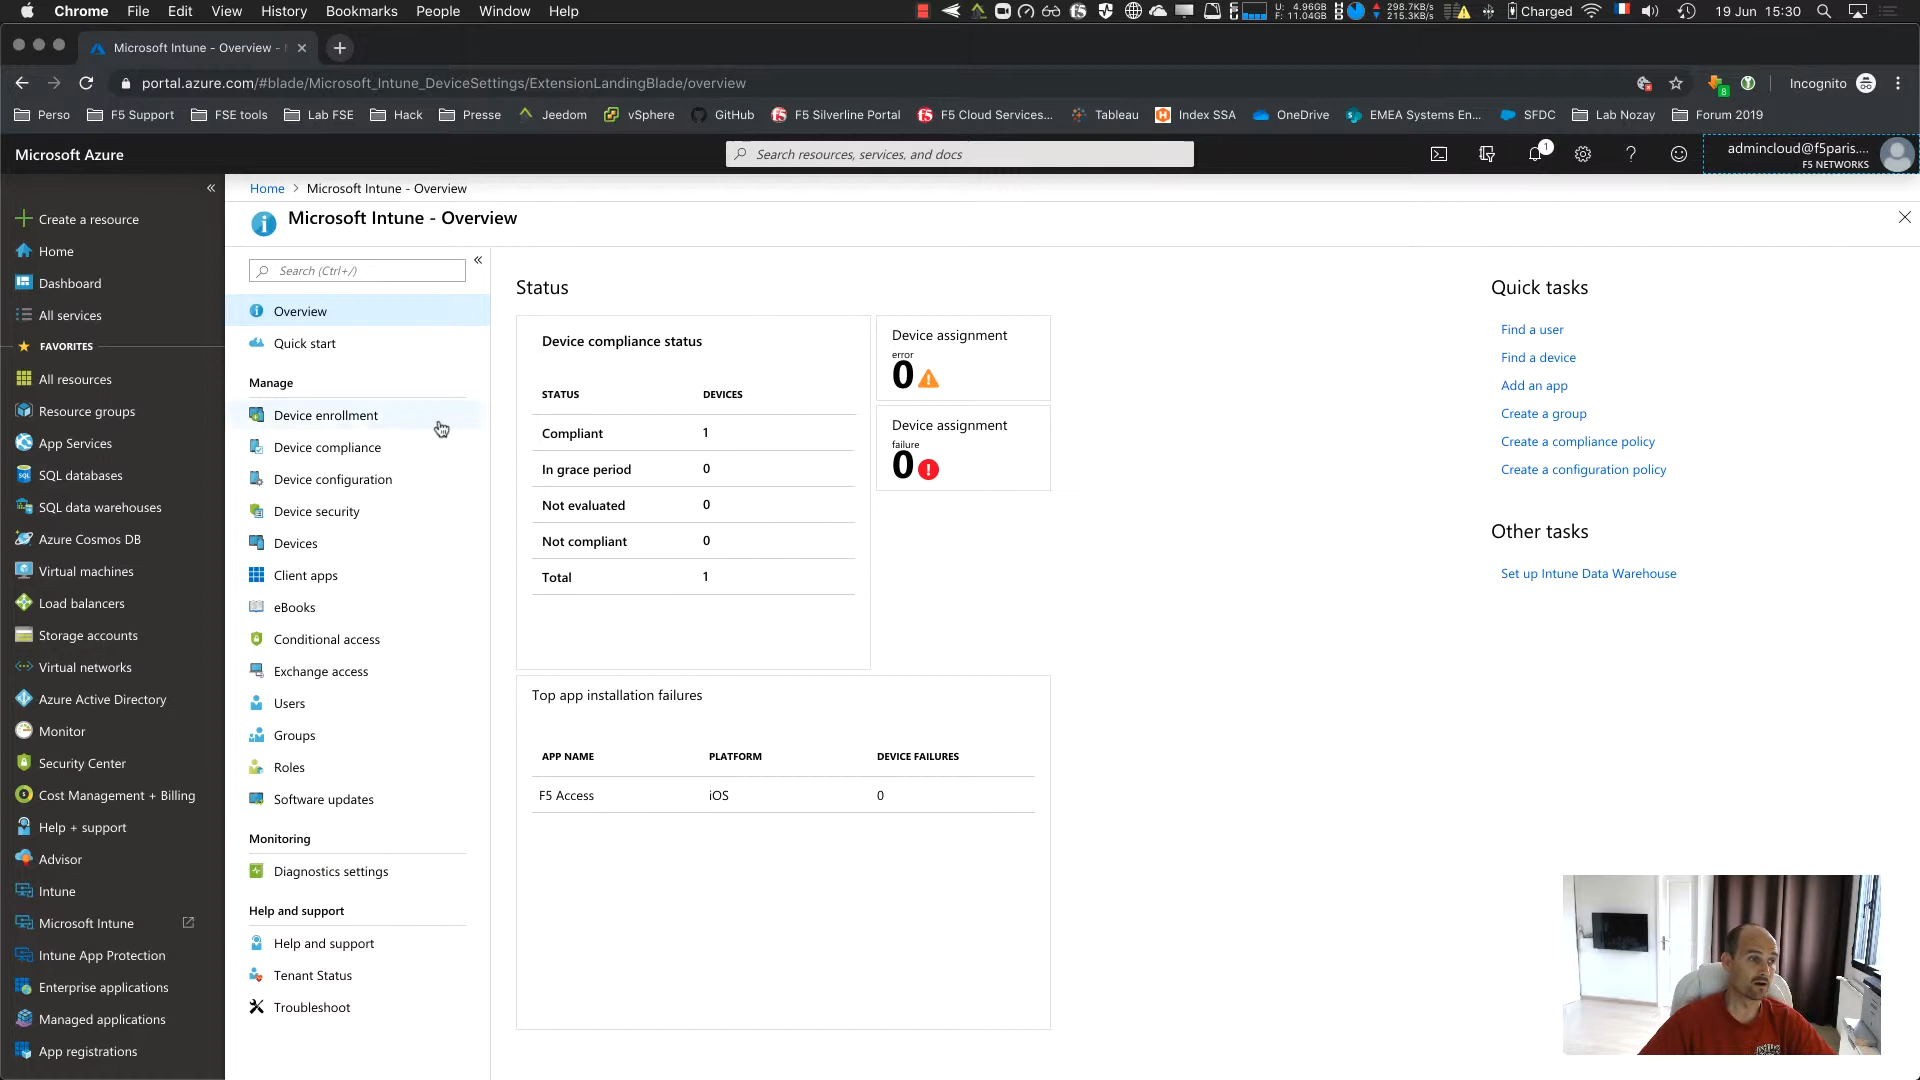 Chrome File Edit View History Bookmarks People Window Help
U: 4.96GB
F: 11.04GB
298.7KB/s
215.3KB/s
Charged 19 Jun 15:30
Microsoft Intune - Overview -
portal.azure.com/#blade/Microsoft_Intune_DeviceSettings/ExtensionLandingBlade/overview
8
Incognito
Perso F5 Support FSE tools Lab FSE Hack Presse Jeedom vSphere GitHub F5 Silverline Portal F5 Cloud Services... Tableau Index SSA OneDrive EMEA Systems En... SFDC Lab Nozay Forum 2019
Microsoft Azure
Search resources, services, and docs
1
admincloud@f5paris....
F5 NETWORKS
Create a resource
Home
Dashboard
All services
FAVORITES
All resources
Resource groups
App Services
SQL databases
SQL data warehouses
Azure Cosmos DB
Virtual machines
Load balancers
Storage accounts
Virtual networks
Azure Active Directory
Monitor
Security Center
Cost Management + Billing
Help + support
Advisor
Intune
Microsoft Intune
Intune App Protection
Enterprise applications
Managed applications
App registrations
Home > Microsoft Intune - Overview
Microsoft Intune - Overview
Search (Ctrl+/)
Overview
Quick start
Manage
Device enrollment
Device compliance
Device configuration
Device security
Devices
Client apps
eBooks
Conditional access
Exchange access
Users
Groups
Roles
Software updates
Monitoring
Diagnostics settings
Help and support
Help and support
Tenant Status
Troubleshoot
Status
Device compliance status
STATUS DEVICES
Compliant 1
In grace period 0
Not evaluated 0
Not compliant 0
Total 1
Device assignment
error
0
Device assignment
failure
0
Top app installation failures
APP NAME PLATFORM DEVICE FAILURES
F5 Access iOS 0
Quick tasks
Find a user
Find a device
Add an app
Create a group
Create a compliance policy
Create a configuration policy
Other tasks
Set up Intune Data Warehouse